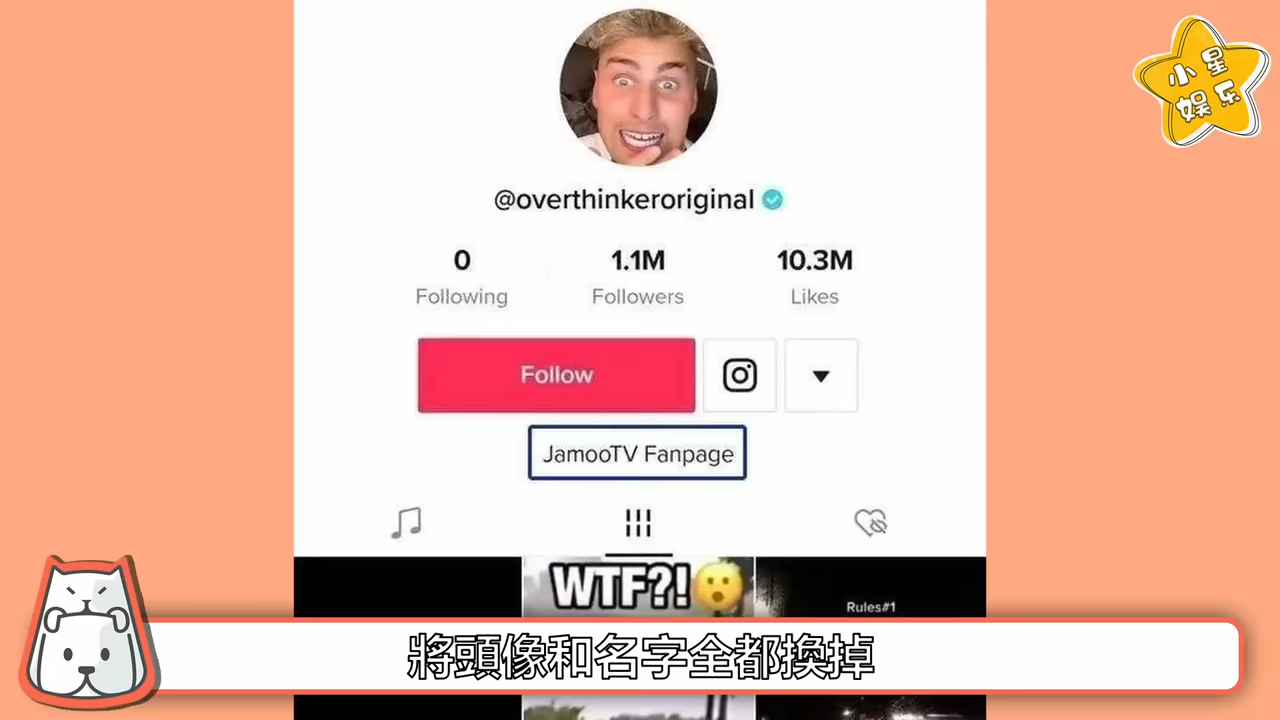 小星
娱乐
@overthinkeroriginal
0
1.1M
10.3M
Following
Followers
Likes
Follow
JamooTV Fanpage
WTF?!
Rules#1
將頭像和名字全都換掉